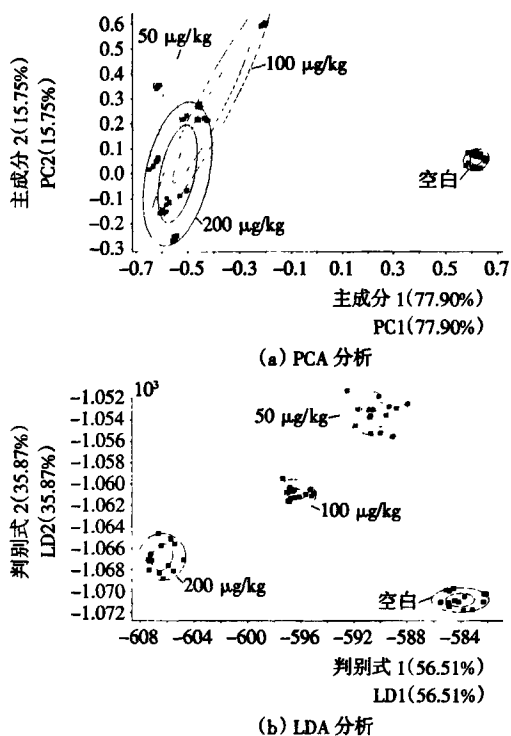 0.6
0.5
0.4
0.3
0.2
0.1
0.0
-0.1
-0.2
-0.3
主成分 2(15.75%)
PC2(15.75%)
50 μg/kg
100 μg/kg
200 μg/kg
空白
-0.7 -0.5 -0.3 -0.1 0.1 0.3 0.5 0.7
主成分 1(77.90%)
PC1(77.90%)
(a) PCA 分析
10³
-1.052
-1.054
-1.056
-1.058
-1.060
-1.062
-1.064
-1.066
-1.068
-1.070
-1.072
判别式 2(35.87%)
LD2(35.87%)
50 μg/kg
100 μg/kg
200 μg/kg
空白
-608 -604 -600 -596 -592 -588 -584
判别式 1(56.51%)
LD1(56.51%)
(b) LDA 分析